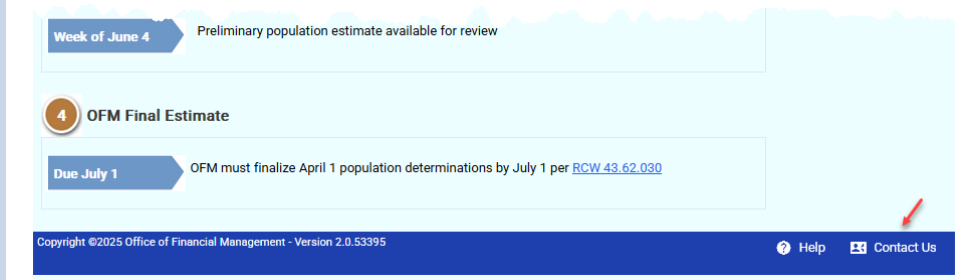 Week of June 4
Preliminary population estimate available for review
4 OFM Final Estimate
Due July 1
OFM must finalize April 1 population determinations by July 1 per RCW 43.62.030
Copyright ©2025 Office of Financial Management - Version 2.0.53395
? Help
Contact Us